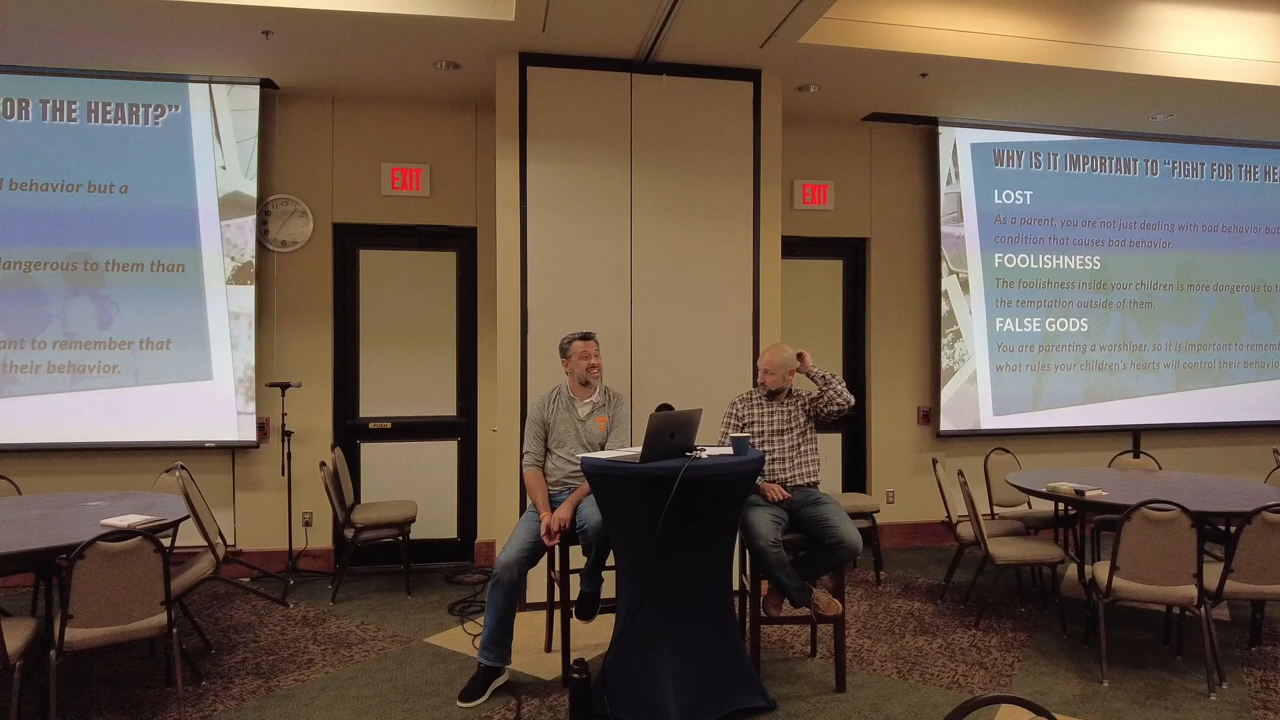 OR THE HEART?"
l behavior but a
dangerous to them than
ant to remember that
their behavior.
EXIT
PUSH
EXIT
WHY IS IT IMPORTANT TO "FIGHT FOR THE HE
LOST
As a parent, you are not just dealing with bad behavior but
condition that causes bad behavior.
FOOLISHNESS
The foolishness inside your children is more dangerous to t
the temptation outside of them.
FALSE GODS
You are parenting a worshiper, so it is important to rememb
what rules your children's hearts will control their behavio